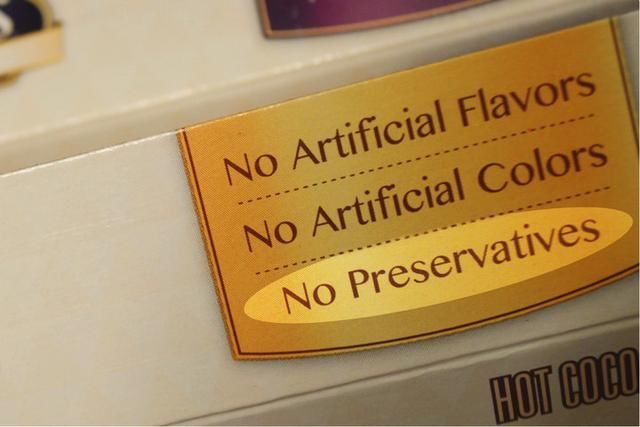 No Artificial Flavors
No Artificial Colors
No Preservatives
HOT COCO